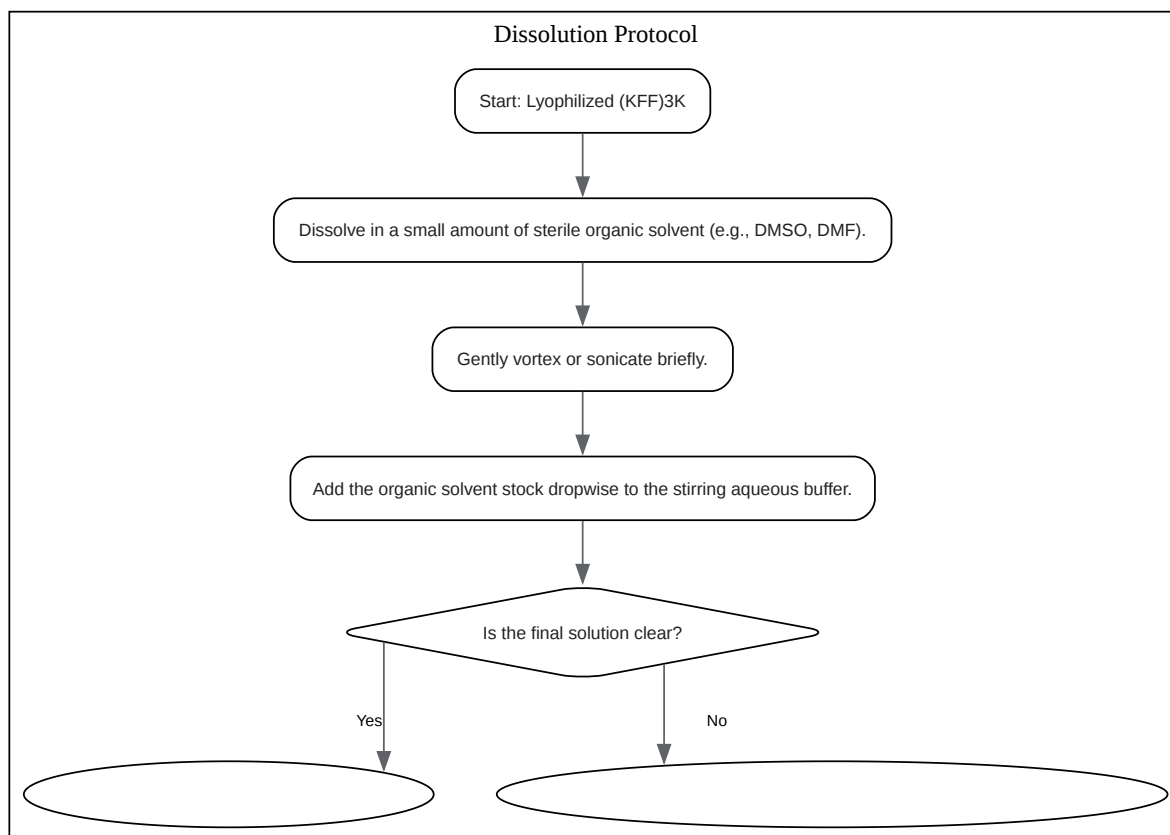 Dissolution Protocol
Start: Lyophilized (KFF)3K
Dissolve in a small amount of sterile organic solvent (e.g., DMSO, DMF).
Gently vortex or sonicate briefly.
Add the organic solvent stock dropwise to the stirring aqueous buffer.
Is the final solution clear?
Yes
No